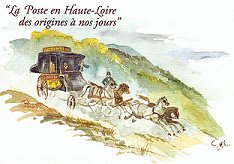 “La Poste en Haute-Loire
des origines à nos jours”